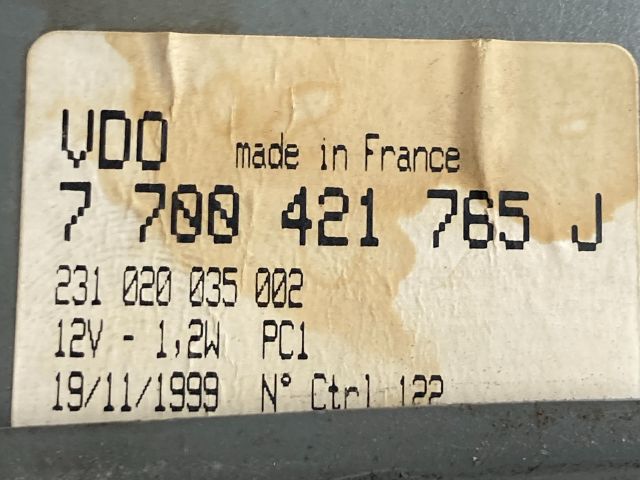 VDO made in France
7 700 421 765 J
231 020 035 002
12V - 1,2W PC1
19/11/1999 N° Ctrl 122